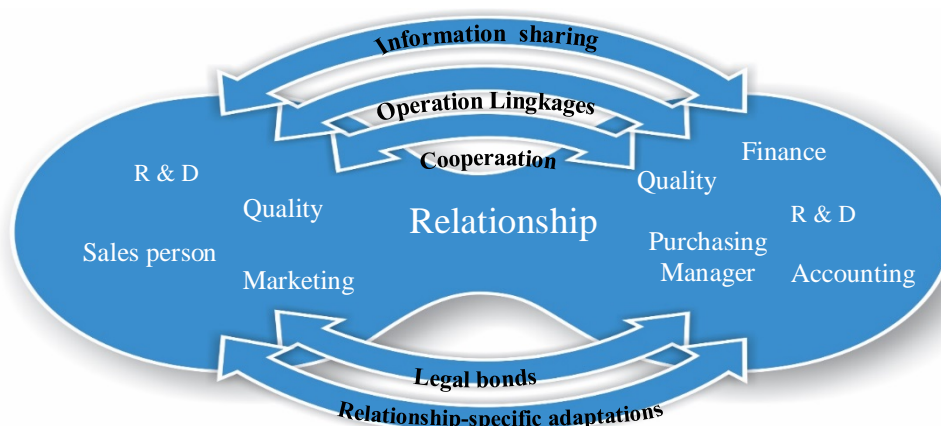 Information sharing
Operation Lingkages
Cooperaation
Finance
R & D
Quality
Quality
R & D
Relationship
Sales person
Purchasing
Manager
Marketing
Accounting
Legal bonds
Relationship-specific adaptations